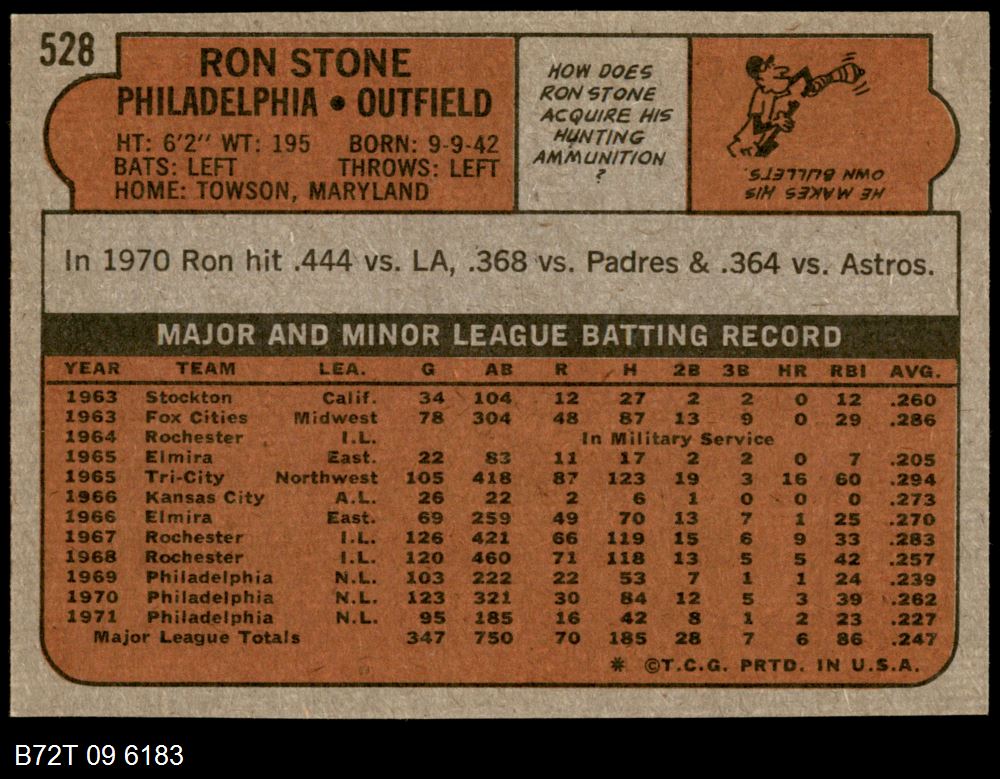 528
RON STONE
PHILADELPHIA • OUTFIELD
HT: 6'2" WT: 195 BORN: 9-9-42
BATS: LEFT THROWS: LEFT
HOME: TOWSON, MARYLAND
HOW DOES
RON STONE
ACQUIRE HIS
HUNTING
AMMUNITION
?
HE MAKES HIS
OWN BULLETS.
In 1970 Ron hit .444 vs. LA, .368 vs. Padres & .364 vs. Astros.
MAJOR AND MINOR LEAGUE BATTING RECORD
YEAR TEAM LEA. G AB R H 2B 3B HR RBI AVG.
1963 Stockton Calif. 34 104 12 27 2 2 0 12 .260
1963 Fox Cities Midwest 78 304 48 87 13 9 0 29 .286
1964 Rochester I.L. In Military Service
1965 Elmira East. 22 83 11 17 2 2 0 7 .205
1965 Tri-City Northwest 105 418 87 123 19 3 16 60 .294
1966 Kansas City A.L. 26 22 2 6 1 0 0 0 .273
1966 Elmira East. 69 259 49 70 13 7 1 25 .270
1967 Rochester I.L. 126 421 66 119 15 6 9 33 .283
1968 Rochester I.L. 120 460 71 118 13 5 5 42 .257
1969 Philadelphia N.L. 103 222 22 53 7 1 1 24 .239
1970 Philadelphia N.L. 123 321 30 84 12 5 3 39 .262
1971 Philadelphia N.L. 95 185 16 42 8 1 2 23 .227
Major League Totals 347 750 70 185 28 7 6 86 .247
* ©T.C.G. PRTD. IN U.S.A.
B72T 09 6183